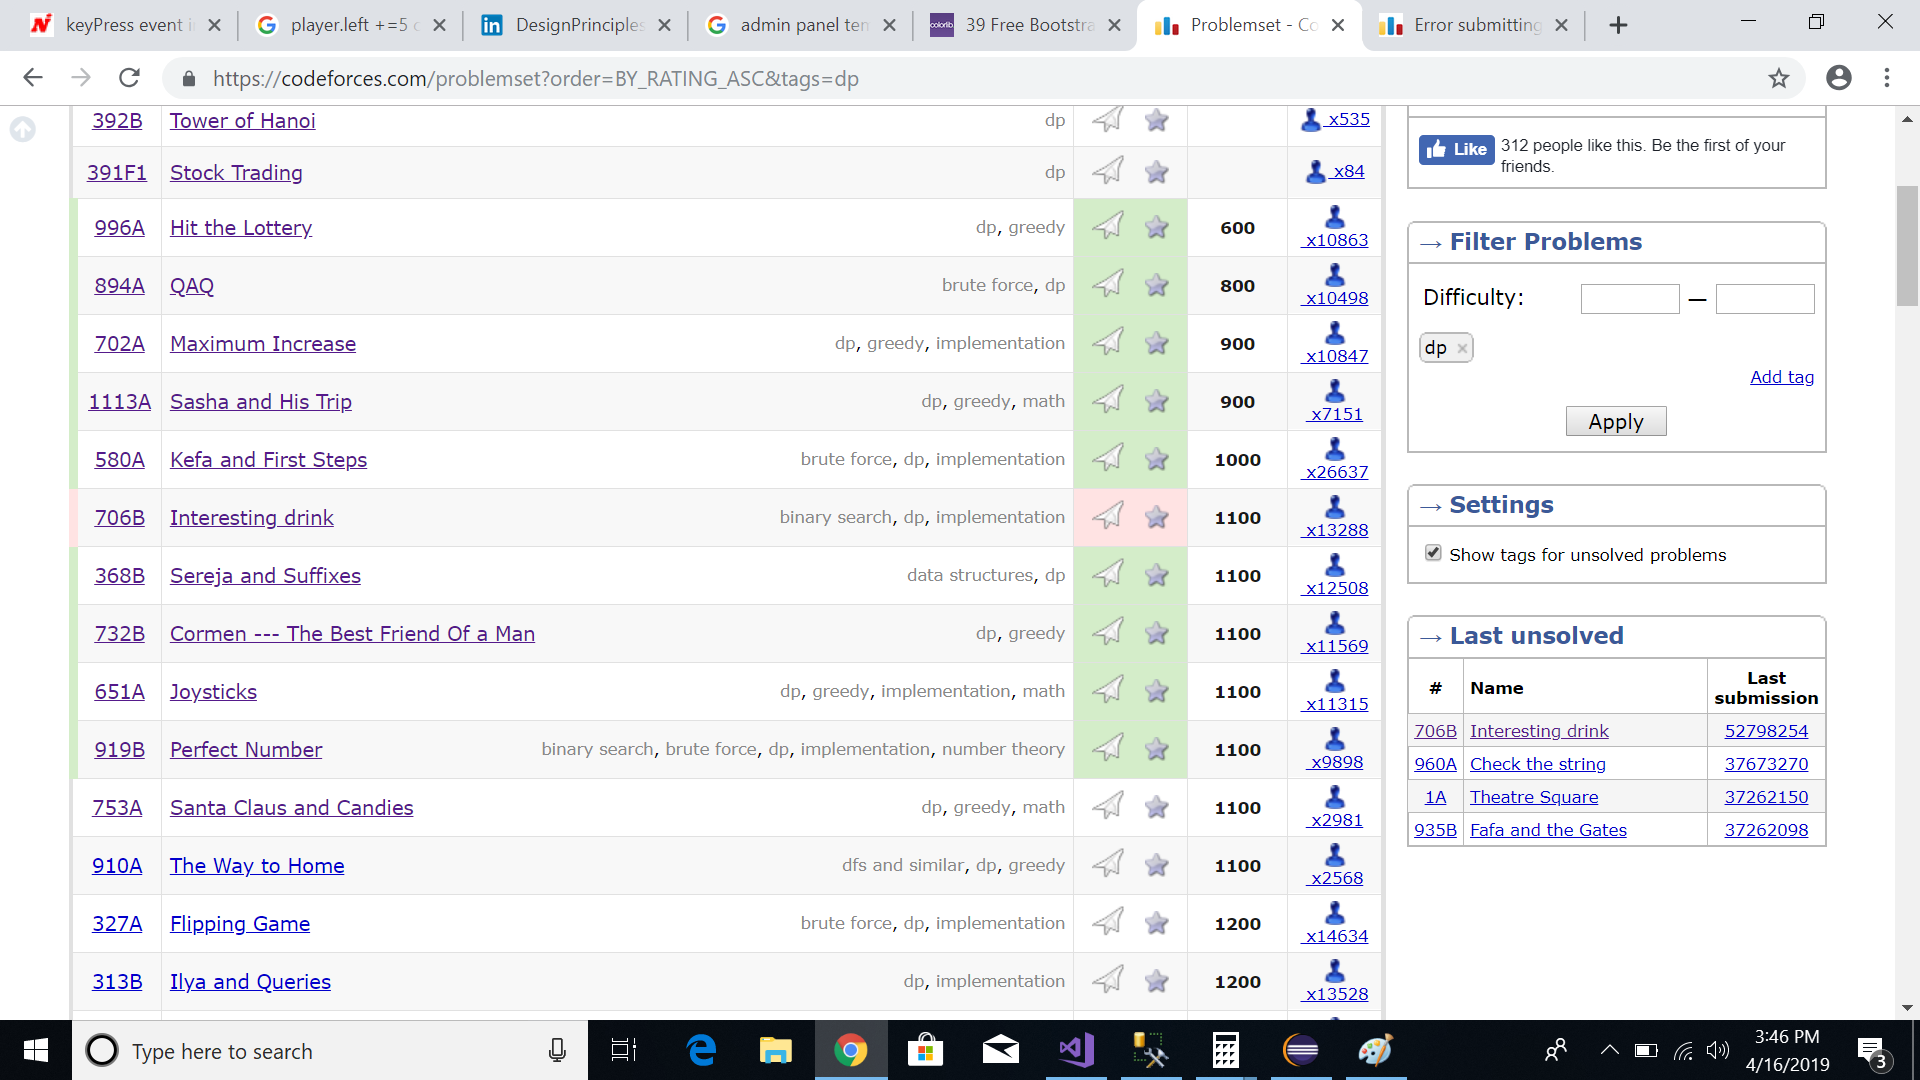 keyPress event i
player.left +=5 c
DesignPrinciples
admin panel tem
39 Free Bootstra
Problemset - Co
Error submitting
https://codeforces.com/problemset?order=BY_RATING_ASC&tags=dp
392B Tower of Hanoi dp x535
391F1 Stock Trading dp x84
996A Hit the Lottery dp, greedy 600 x10863
894A QAQ brute force, dp 800 x10498
702A Maximum Increase dp, greedy, implementation 900 x10847
1113A Sasha and His Trip dp, greedy, math 900 x7151
580A Kefa and First Steps brute force, dp, implementation 1000 x26637
706B Interesting drink binary search, dp, implementation 1100 x13288
368B Sereja and Suffixes data structures, dp 1100 x12508
732B Cormen --- The Best Friend Of a Man dp, greedy 1100 x11569
651A Joysticks dp, greedy, implementation, math 1100 x11315
919B Perfect Number binary search, brute force, dp, implementation, number theory 1100 x9898
753A Santa Claus and Candies dp, greedy, math 1100 x2981
910A The Way to Home dfs and similar, dp, greedy 1100 x2568
327A Flipping Game brute force, dp, implementation 1200 x14634
313B Ilya and Queries dp, implementation 1200 x13528
Like
312 people like this. Be the first of your
friends.
→ Filter Problems
Difficulty: —
dp ×
Add tag
Apply
→ Settings
Show tags for unsolved problems
→ Last unsolved
# Name Last
submission
706B Interesting drink 52798254
960A Check the string 37673270
1A Theatre Square 37262150
935B Fafa and the Gates 37262098
Type here to search
3:46 PM
4/16/2019
3